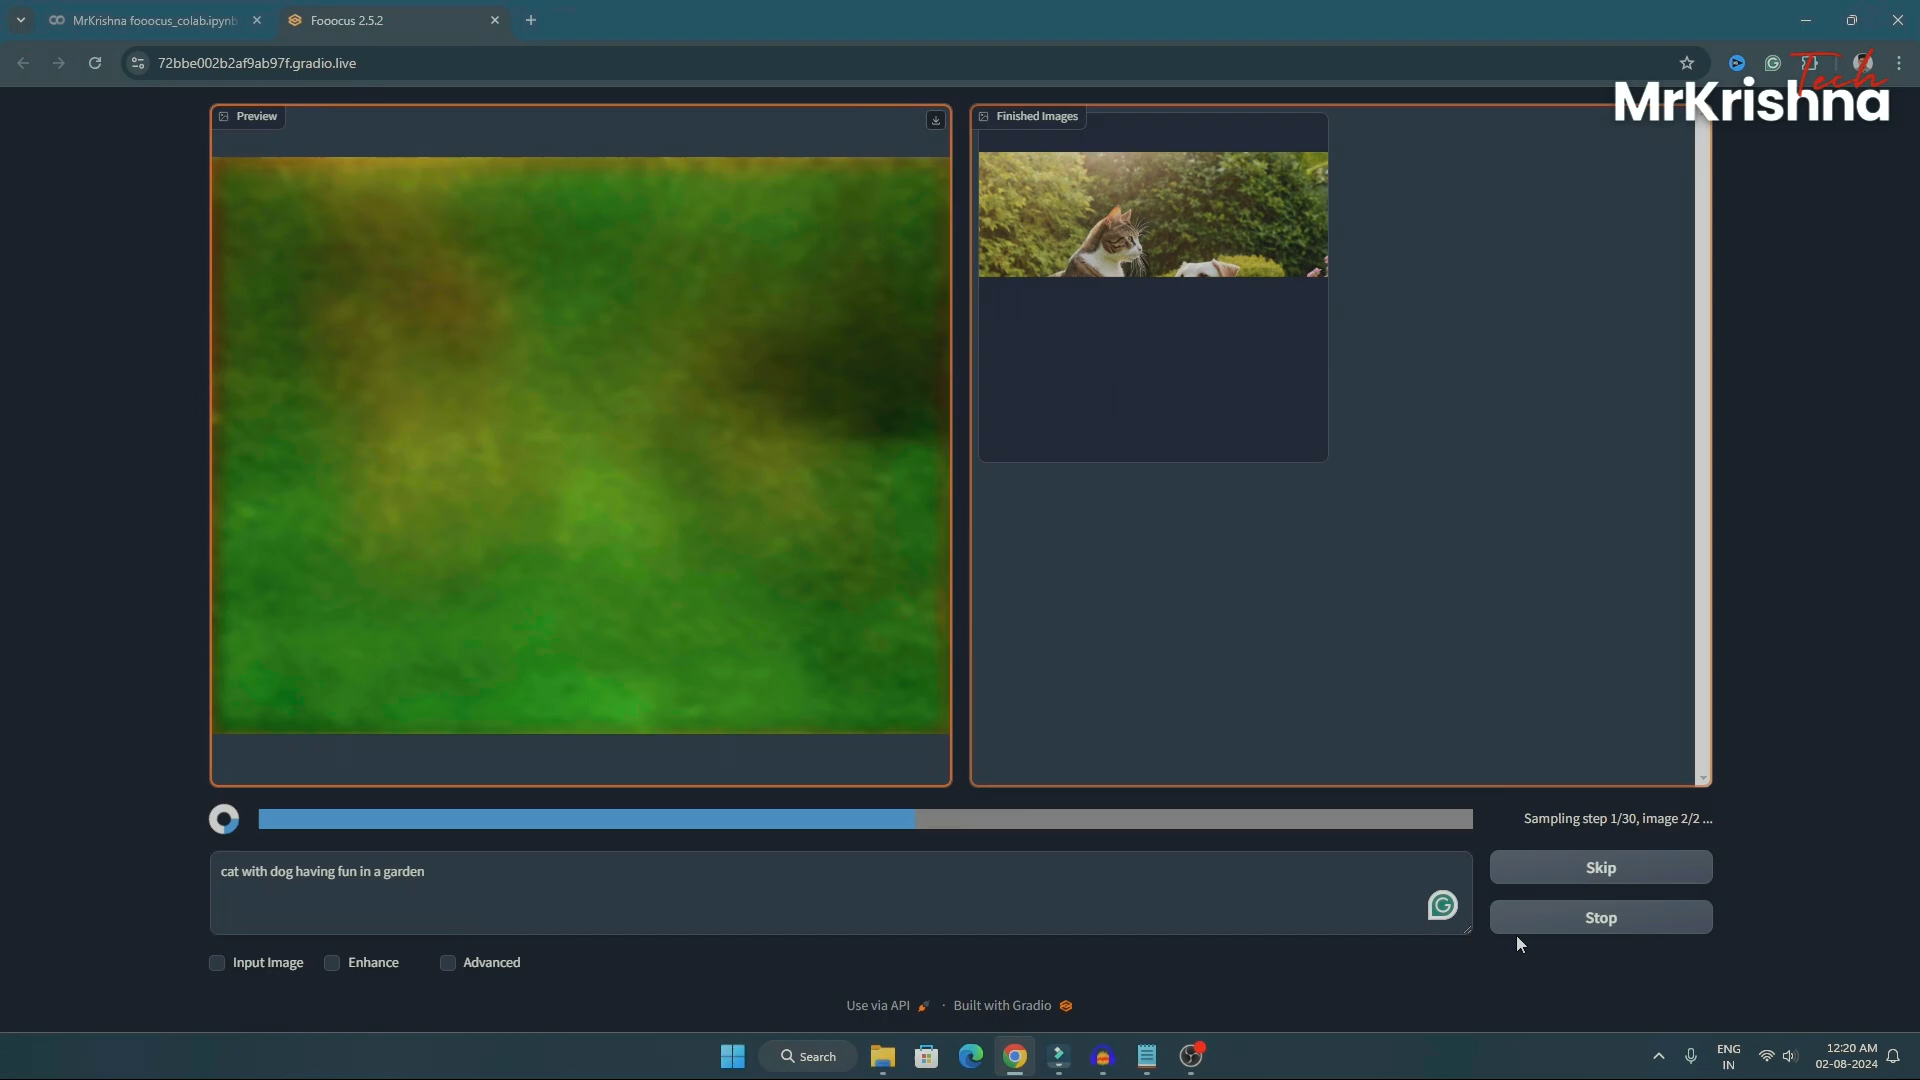 MrKrishna fooocus_colab.ipynb
Fooocus 2.5.2
72bbe002b2af9ab97f.gradio.live
Tech
MrKrishna
Preview
Finished Images
Sampling step 1/30, image 2/2 ...
cat with dog having fun in a garden
Skip
Stop
Input Image
Enhance
Advanced
Use via API · Built with Gradio
Search
ENG
IN
12:20 AM
02-08-2024